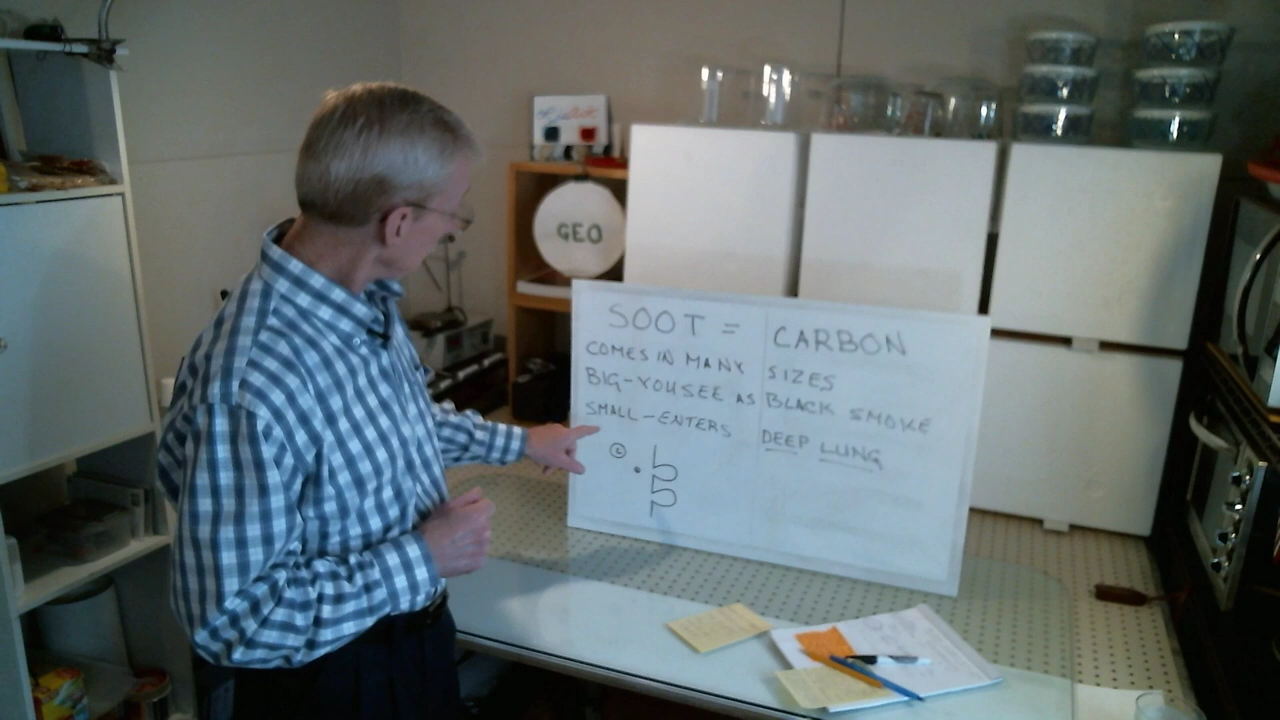 GEO
SOOT = CARBON
COMES IN MANY SIZES
BIG-YOU SEE AS BLACK SMOKE
SMALL-ENTERS DEEP LUNG
C